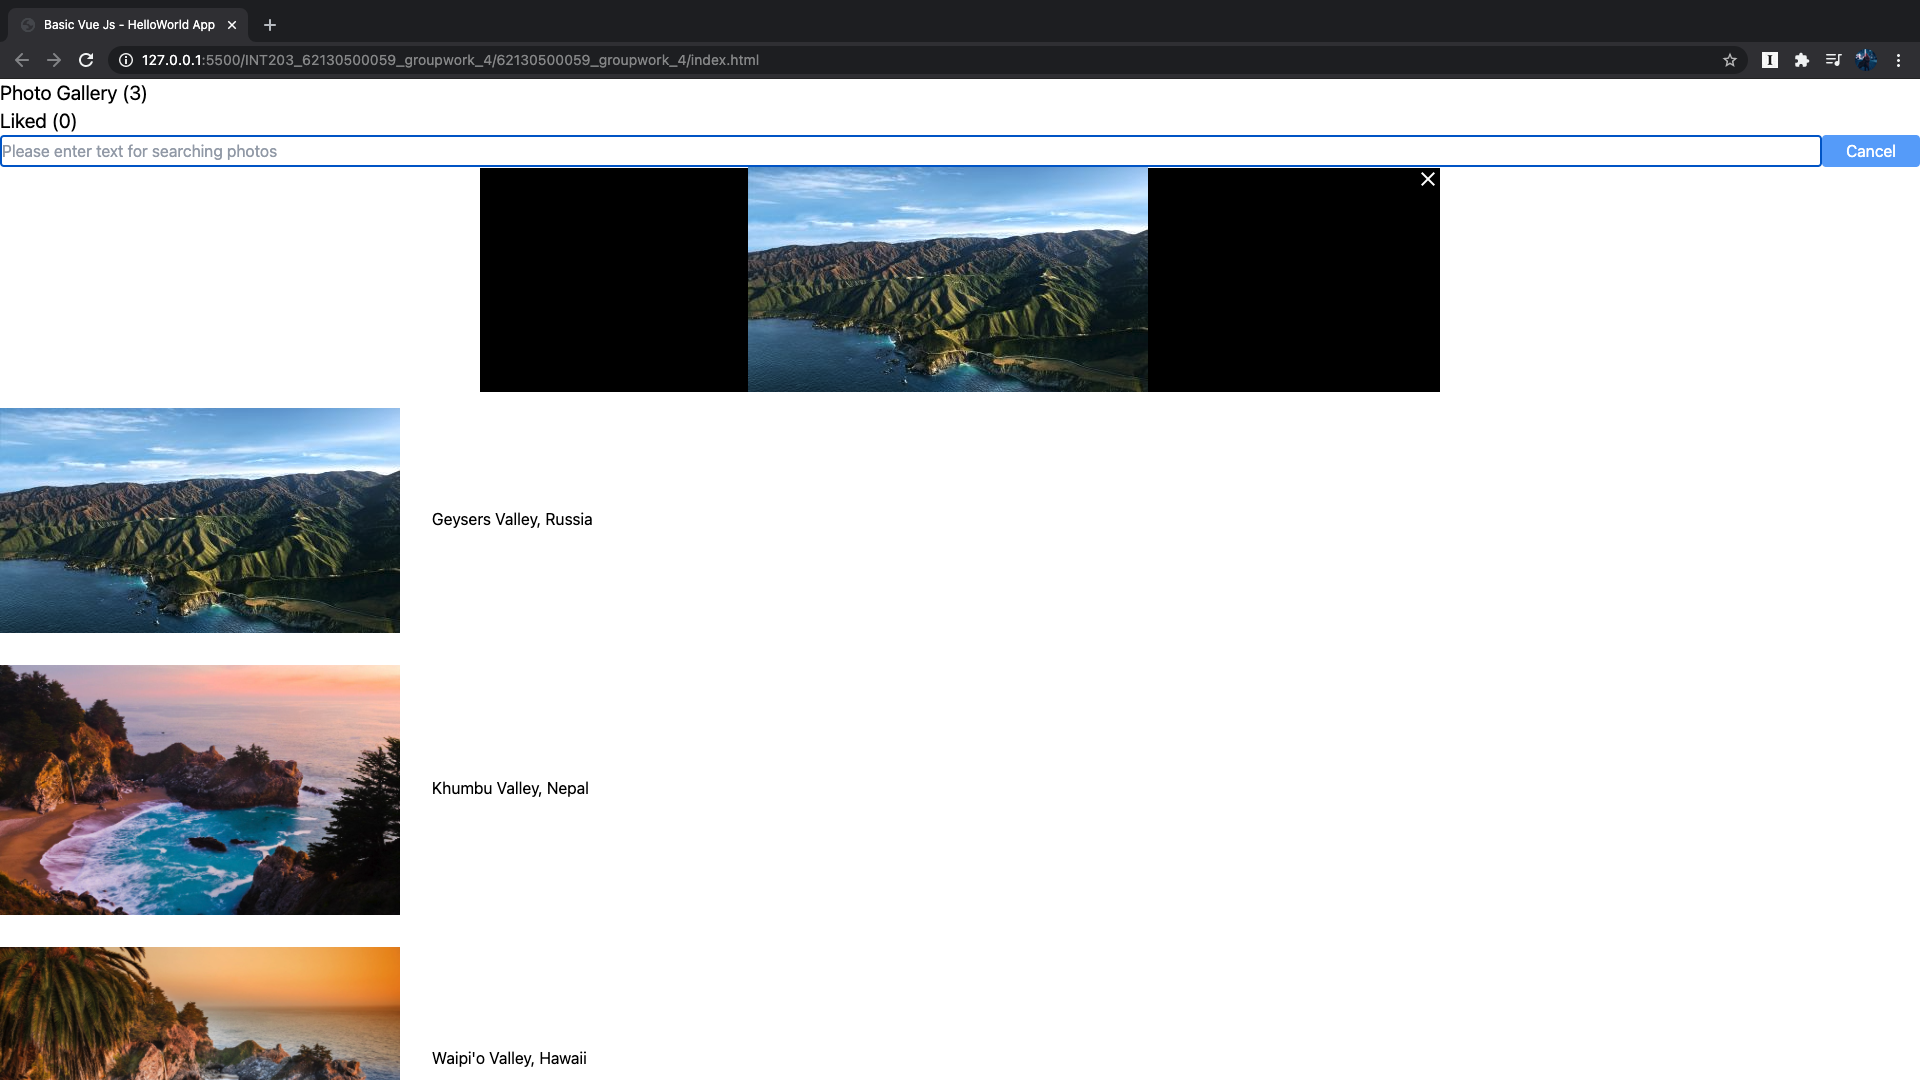 Basic Vue Js - HelloWorld App
127.0.0.1:5500/INT203_62130500059_groupwork_4/62130500059_groupwork_4/index.html
Photo Gallery (3)
Liked (0)
Please enter text for searching photos
Cancel
Geysers Valley, Russia
Khumbu Valley, Nepal
Waipi'o Valley, Hawaii